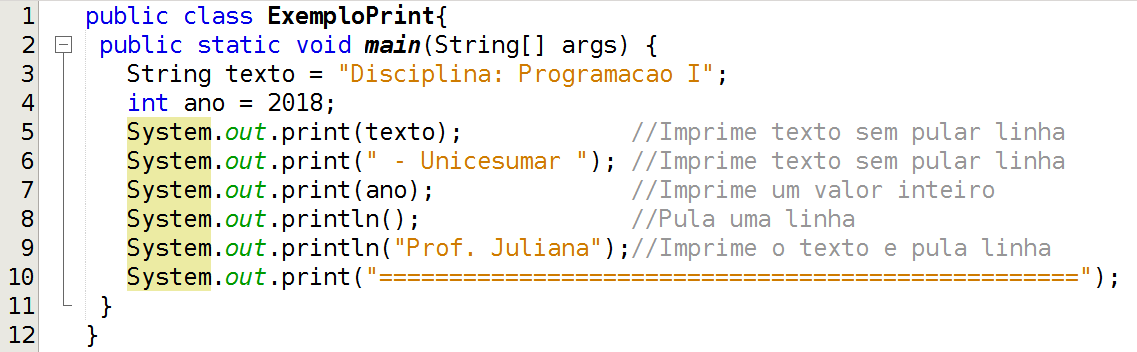 1 public class ExemploPrint{
2 public static void main(String[] args) {
3 String texto = "Disciplina: Programacao I";
4 int ano = 2018;
5 System.out.print(texto); //Imprime texto sem pular linha
6 System.out.print(" - Unicesumar "); //Imprime texto sem pular linha
7 System.out.print(ano); //Imprime um valor inteiro
8 System.out.println(); //Pula uma linha
9 System.out.println("Prof. Juliana");//Imprime o texto e pula linha
10 System.out.print("==================================================");
11 }
12 }